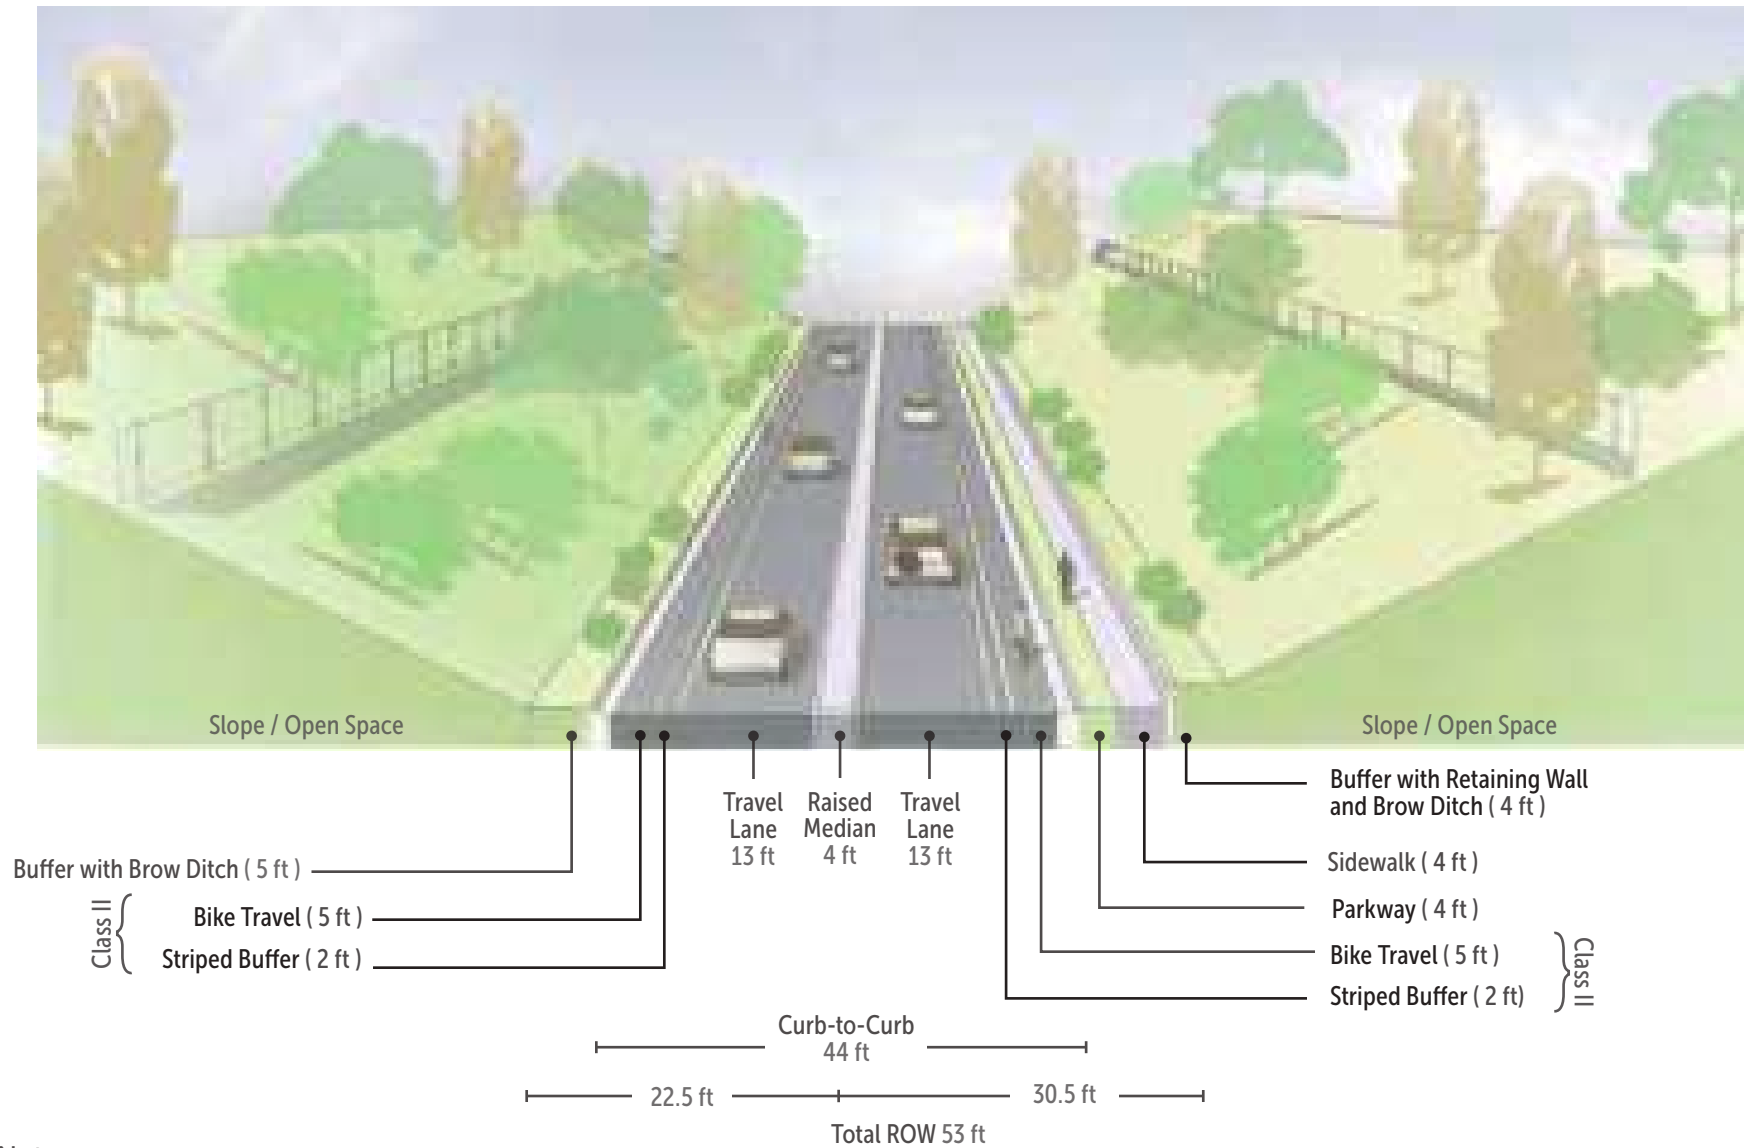 Slope / Open Space
Slope / Open Space
Travel
Lane
13 ft
Raised
Median
4 ft
Travel
Lane
13 ft
Buffer with Retaining Wall
and Brow Ditch ( 4 ft )
Sidewalk ( 4 ft )
Parkway ( 4 ft )
Bike Travel ( 5 ft )
Striped Buffer ( 2 ft)
Class II
Buffer with Brow Ditch ( 5 ft )
Bike Travel ( 5 ft )
Striped Buffer ( 2 ft )
Class II
Curb-to-Curb
44 ft
22.5 ft
30.5 ft
Total ROW 53 ft